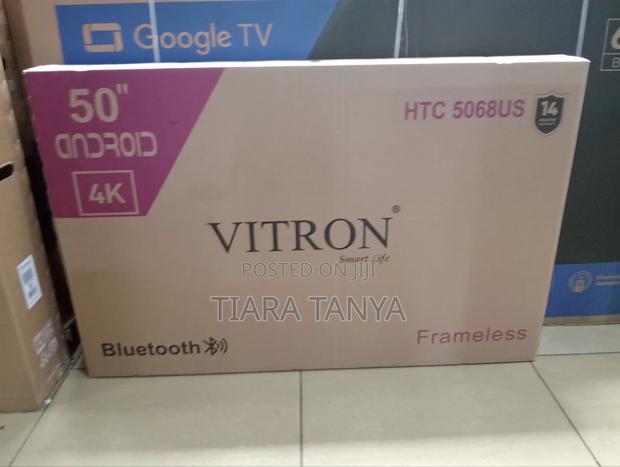 Google TV
50"
ANDROID
4K
HTC 5068US
14
VITRON®
Smart Life
POSTED ON JIJI
TIARA TANYA
Bluetooth
Frameless